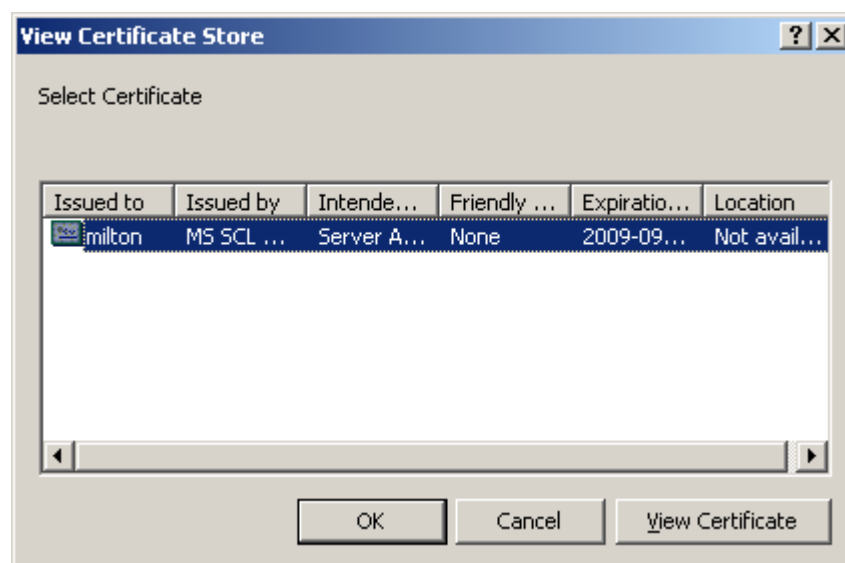 View Certificate Store
Select Certificate
Issued to Issued by Intende... Friendly ... Expiratio... Location
milton MS SCL ... Server A... None 2009-09... Not avail...
OK Cancel View Certificate